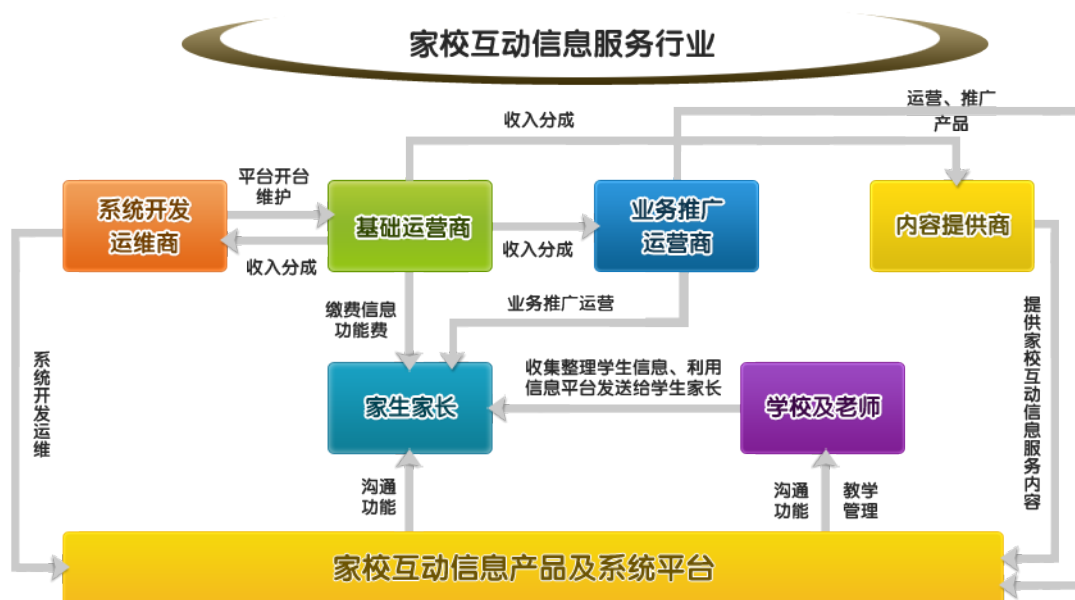 家校互动信息服务行业
运营、推广
产品
收入分成
平台开台
维护
系统开发
运维商
基础运营商
业务推广
运营商
内容提供商
收入分成
收入分成
缴费信息
功能费
业务推广运营
提供家校互动信息服务内容
系统开发运维
收集整理学生信息、利用
信息平台发送给学生家长
家生家长
学校及老师
沟通
功能
沟通
功能
教学
管理
家校互动信息产品及系统平台